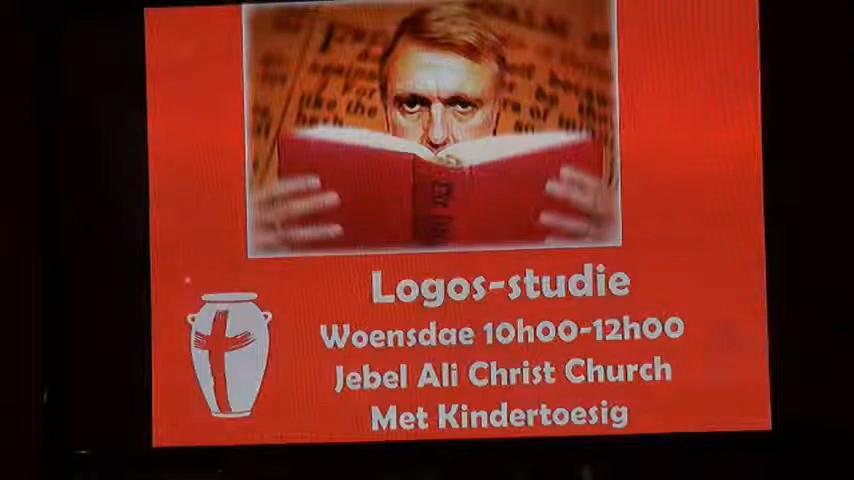 Logos-studie
Woensdae 10h00-12h00
Jebel Ali Christ Church
Met Kindertoesig